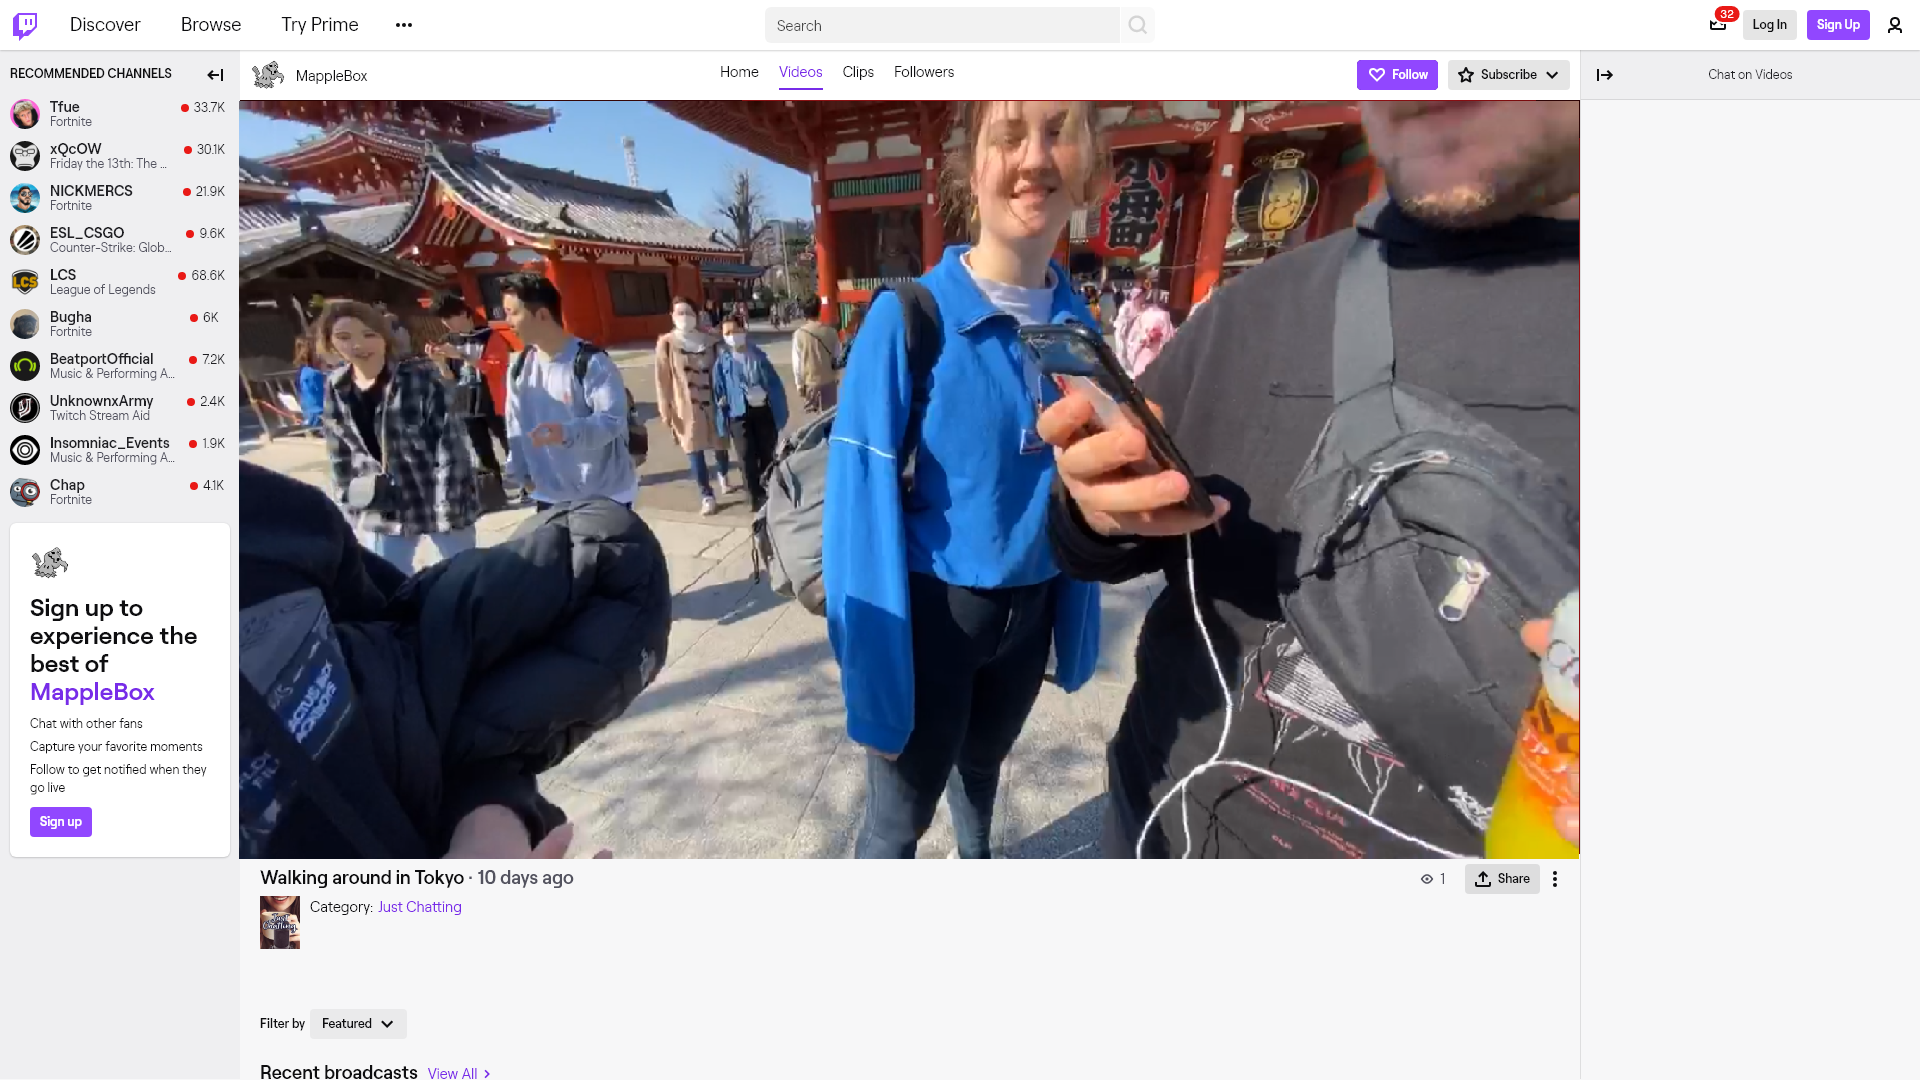 Discover
Browse
Try Prime
Search
32
Log In
Sign Up
RECOMMENDED CHANNELS
MappleBox
Home
Videos
Clips
Followers
Follow
Subscribe
Chat on Videos
Tfue
33.7K
Fortnite
xQcOW
30.1K
Friday the 13th: The ...
NICKMERCS
21.9K
Fortnite
ESL_CSGO
9.6K
Counter-Strike: Glob...
LCS
68.6K
League of Legends
Bugha
6K
Fortnite
BeatportOfficial
7.2K
Music & Performing A...
UnknownxArmy
2.4K
Twitch Stream Aid
Insomniac_Events
1.9K
Music & Performing A...
Chap
4.1K
Fortnite
Sign up to
experience the
best of
MappleBox
Chat with other fans
Capture your favorite moments
Follow to get notified when they
go live
Sign up
小舟町
LCS
Walking around in Tokyo · 10 days ago
1
Share
Category: Just Chatting
Just
Chatting
Filter by
Featured
Recent broadcasts
View All